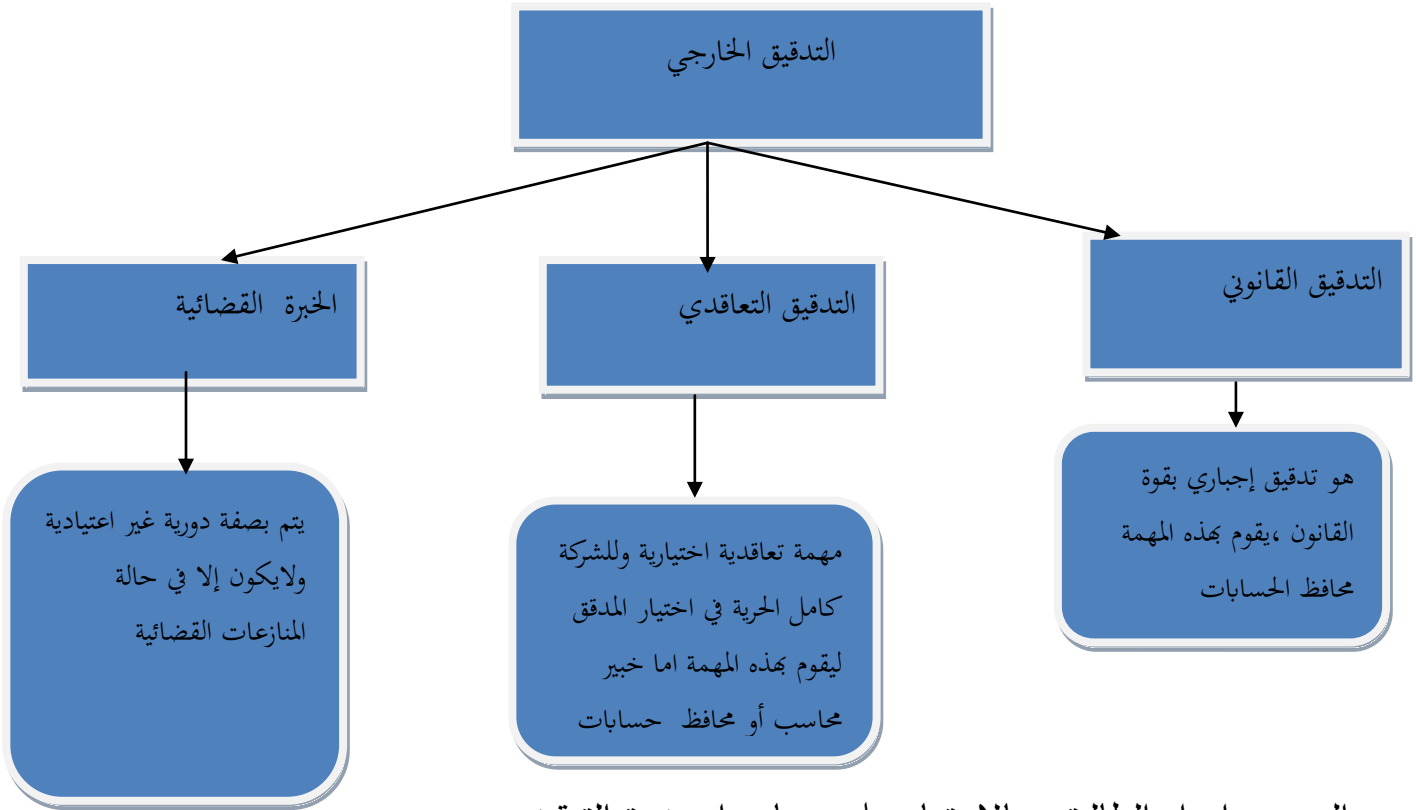 التدقيق الخارجي
التدقيق القانوني
التدقيق التعاقدي
الخبرة القضائية
هو تدقيق إجباري بقوة
القانون ،يقوم بهذه المهمة
محافظ الحسابات
مهمة تعاقدية اختيارية وللشركة
كامل الحرية في اختيار المدقق
ليقوم بهذه المهمة اما خبير
محاسب أو محافظ حسابات
يتم بصفة دورية غير اعتيادية
ولايكون إلا في حالة
المنازعات القضائية